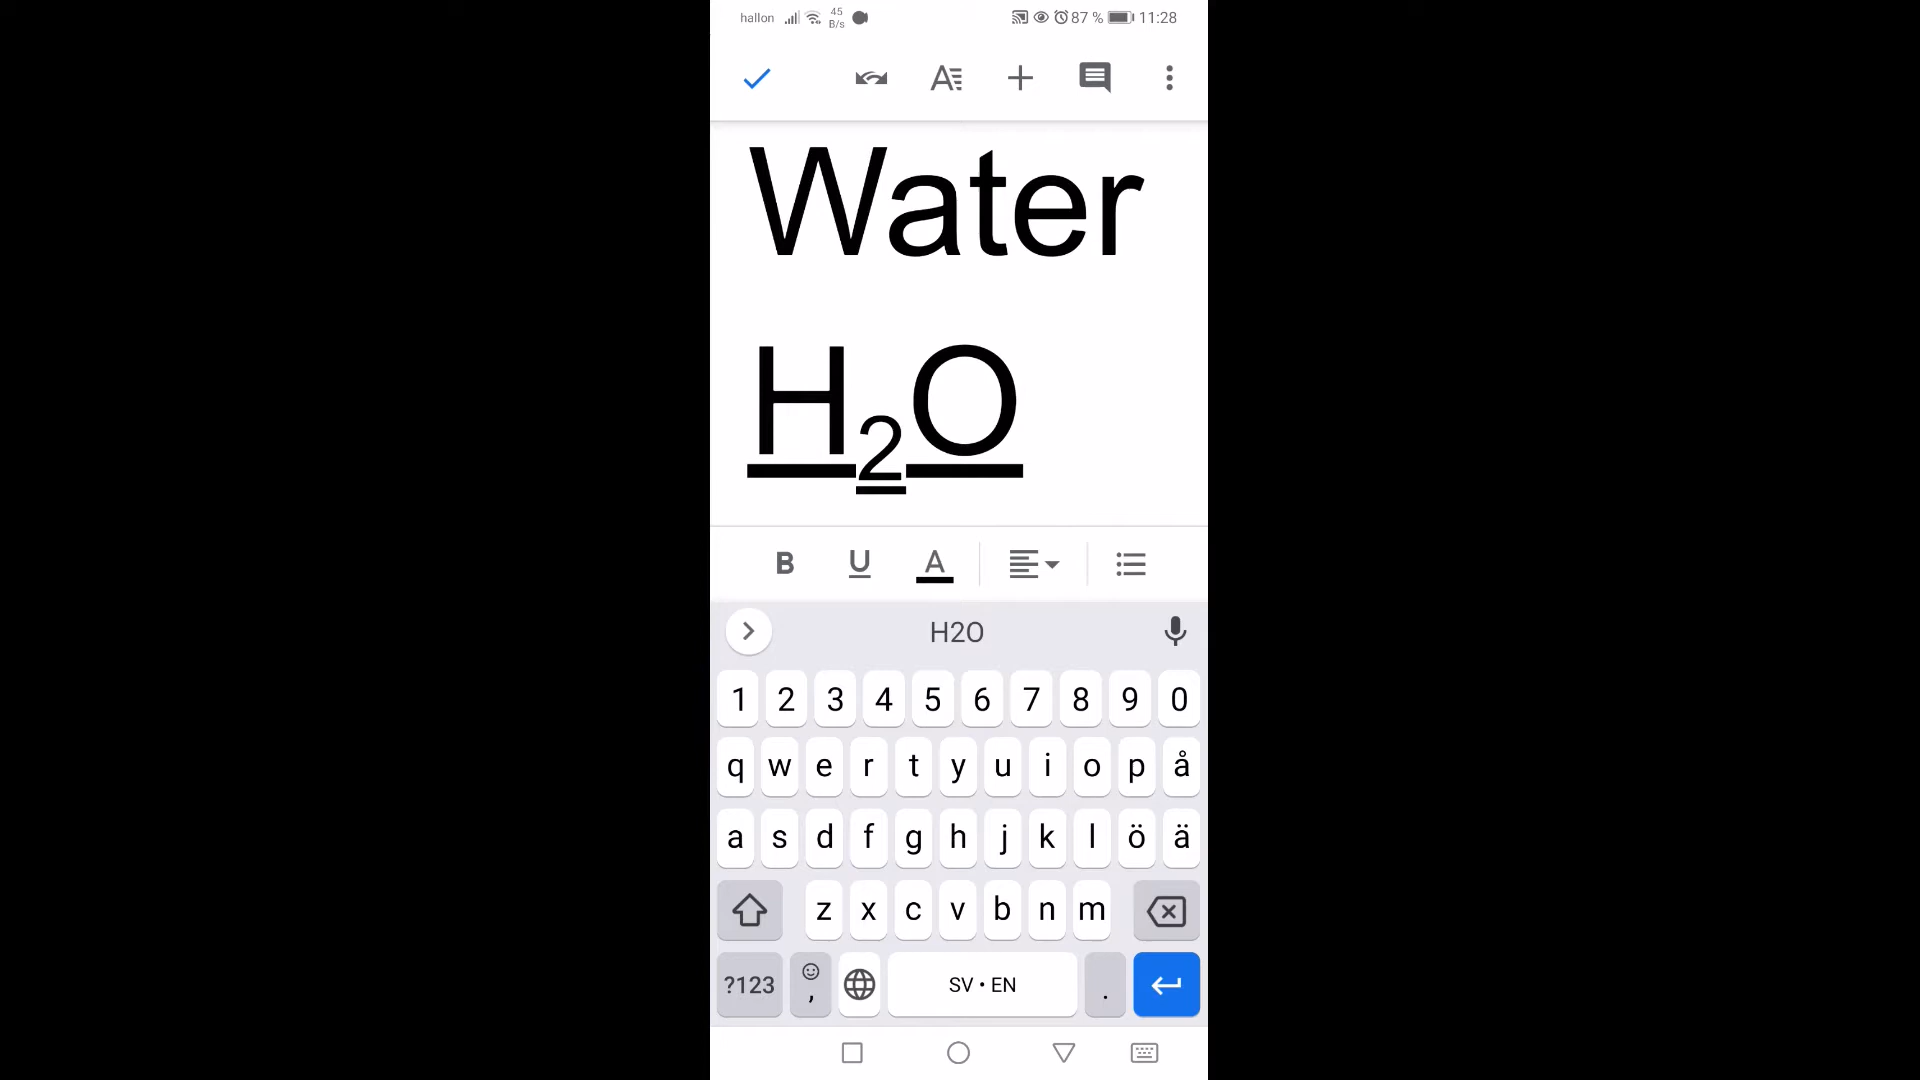 hallon 45 B/s 87 % 11:28
Water
H₂O
B U A
H2O
1 2 3 4 5 6 7 8 9 0
q w e r t y u i o p å
a s d f g h j k l ö ä
z x c v b n m
?123 , SV • EN .